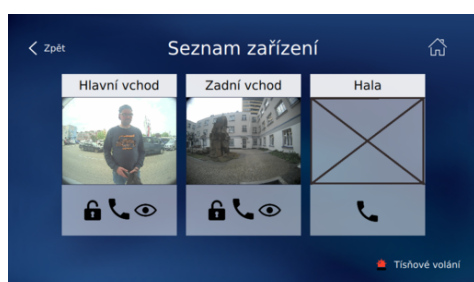 Zpět
Seznam zařízení
Hlavní vchod
Zadní vchod
Hala
Tísňové volání